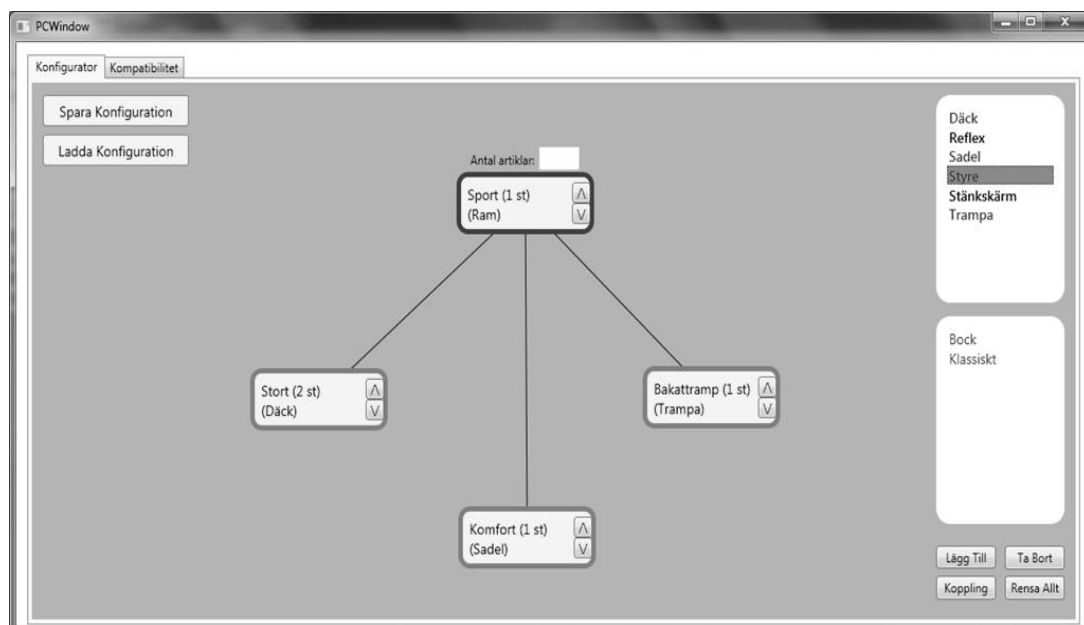 PCWindow
Konfigurator
Kompatibilitet
Spara Konfiguration
Ladda Konfiguration
Antal artiklar:
Sport (1 st)
(Ram)
Stort (2 st)
(Däck)
Bakattramp (1 st)
(Trampa)
Komfort (1 st)
(Sadel)
Däck
Reflex
Sadel
Styre
Stänkskärm
Trampa
Bock
Klassiskt
Lägg Till
Ta Bort
Koppling
Rensa Allt